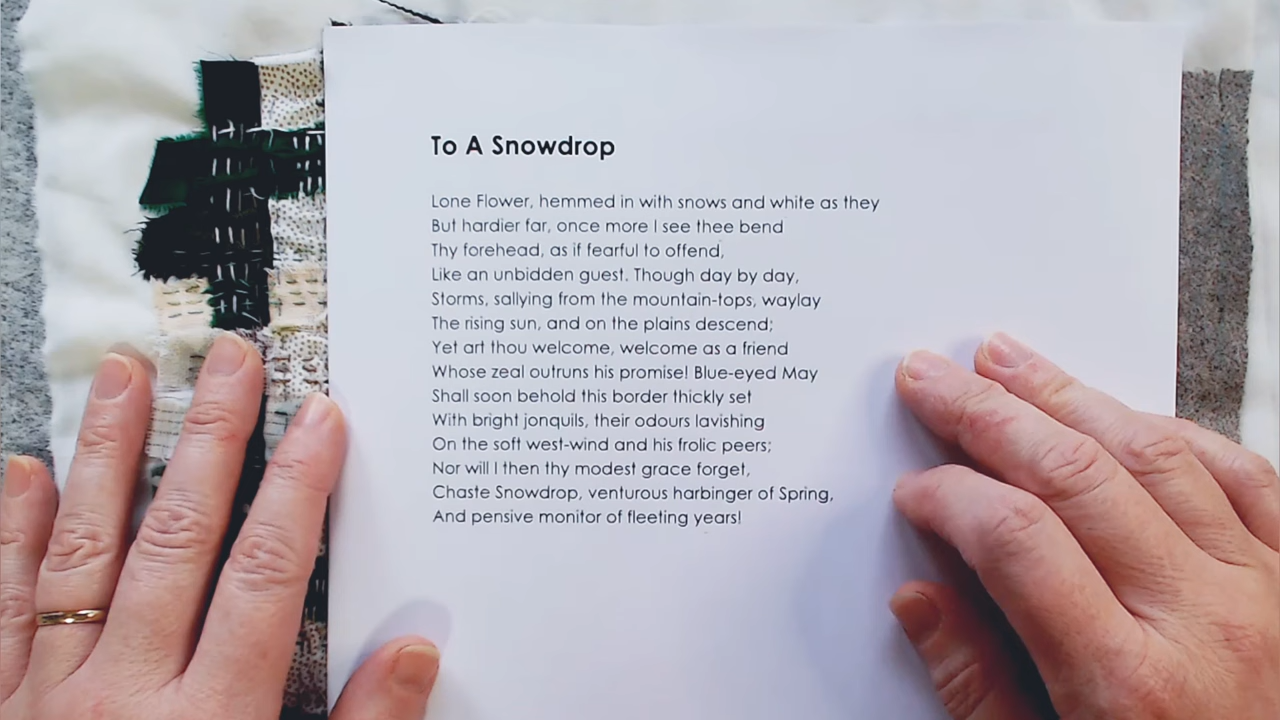 To A Snowdrop
Lone Flower, hemmed in with snows and white as they
But hardier far, once more I see thee bend
Thy forehead, as if fearful to offend,
Like an unbidden guest. Though day by day,
Storms, sallying from the mountain-tops, waylay
The rising sun, and on the plains descend;
Yet art thou welcome, welcome as a friend
Whose zeal outruns his promise! Blue-eyed May
Shall soon behold this border thickly set
With bright jonquils, their odours lavishing
On the soft west-wind and his frolic peers;
Nor will I then thy modest grace forget,
Chaste Snowdrop, venturous harbinger of Spring,
And pensive monitor of fleeting years!